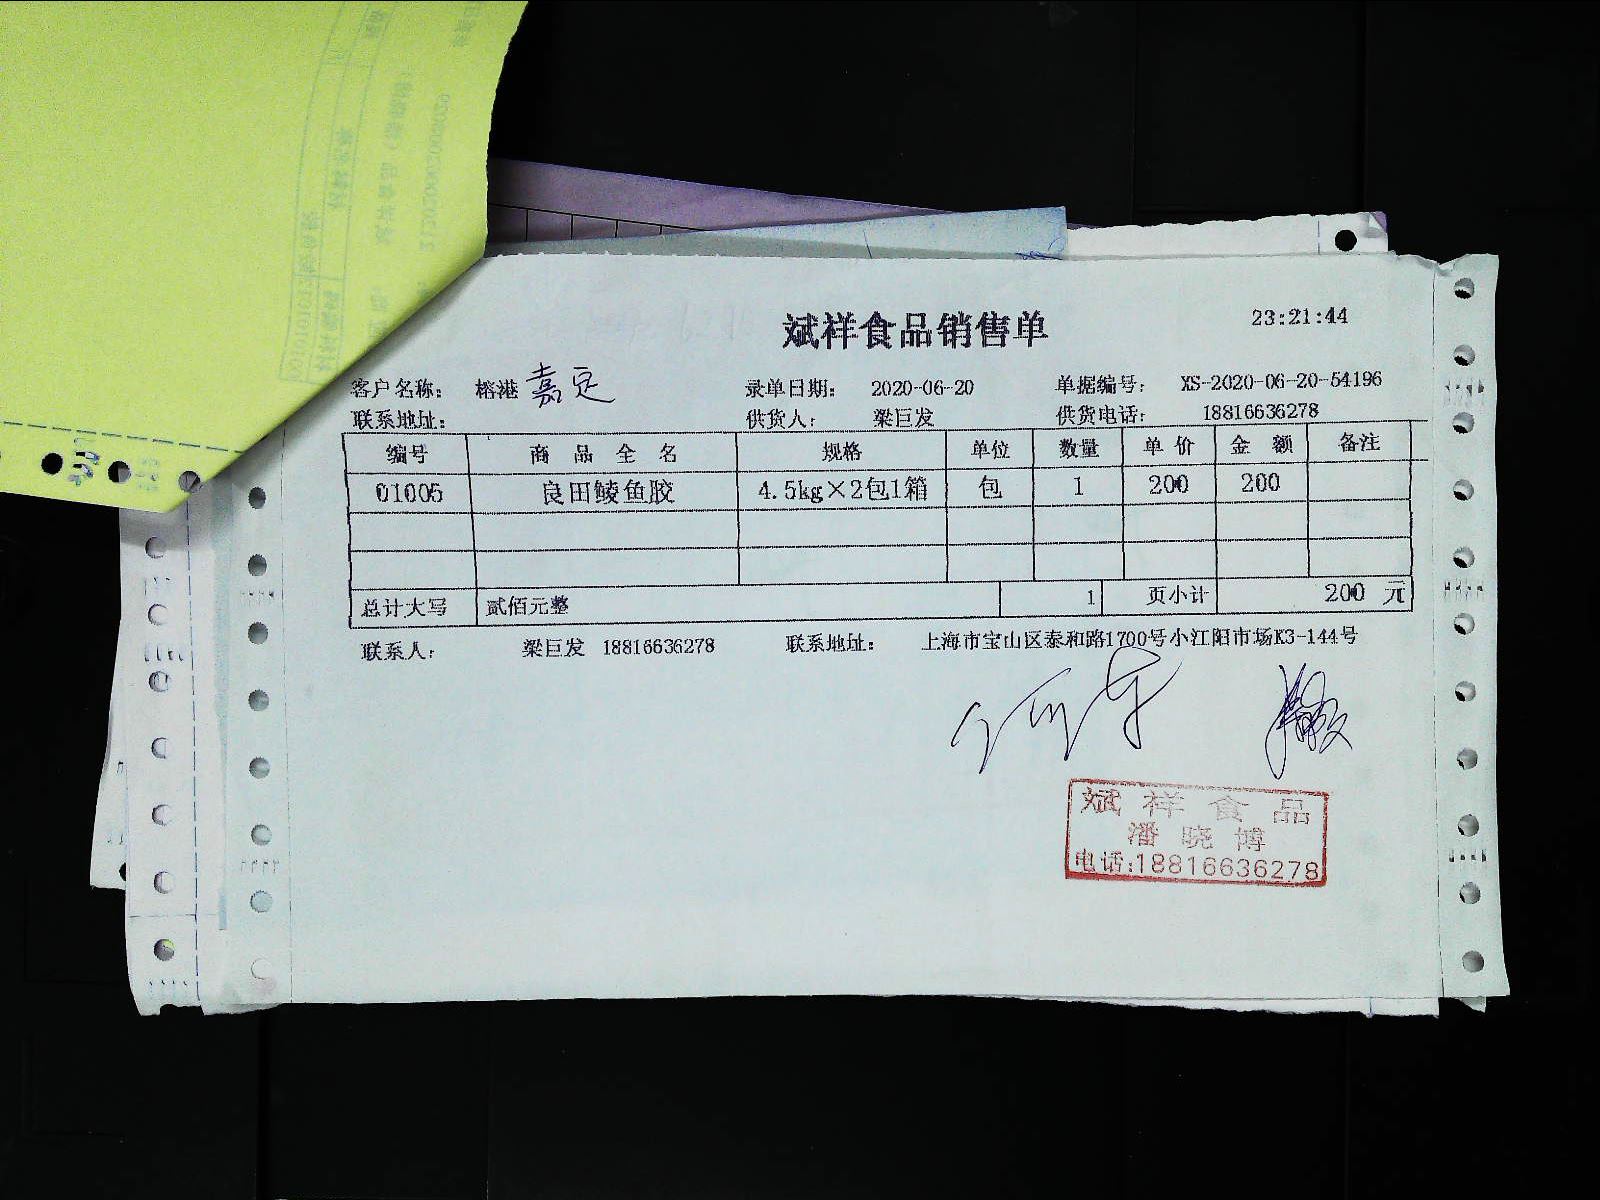 斌祥食品销售单
23:21:44
客户名称: 榕港 嘉定 录单日期: 2020-06-20 单据编号: XS-2020-06-20-54196
联系地址: 供货人: 梁巨发 供货电话: 18816636278
编号 商品全名 规格 单位 数量 单价 金额 备注
01005 良田鲮鱼胶 4.5kg×2包1箱 包 1 200 200
总计大写 贰佰元整 1 页小计 200 元
联系人: 梁巨发 18816636278 联系地址: 上海市宝山区泰和路1700号小江阳市场K3-144号
斌祥食品
潘晓博
电话:18816636278